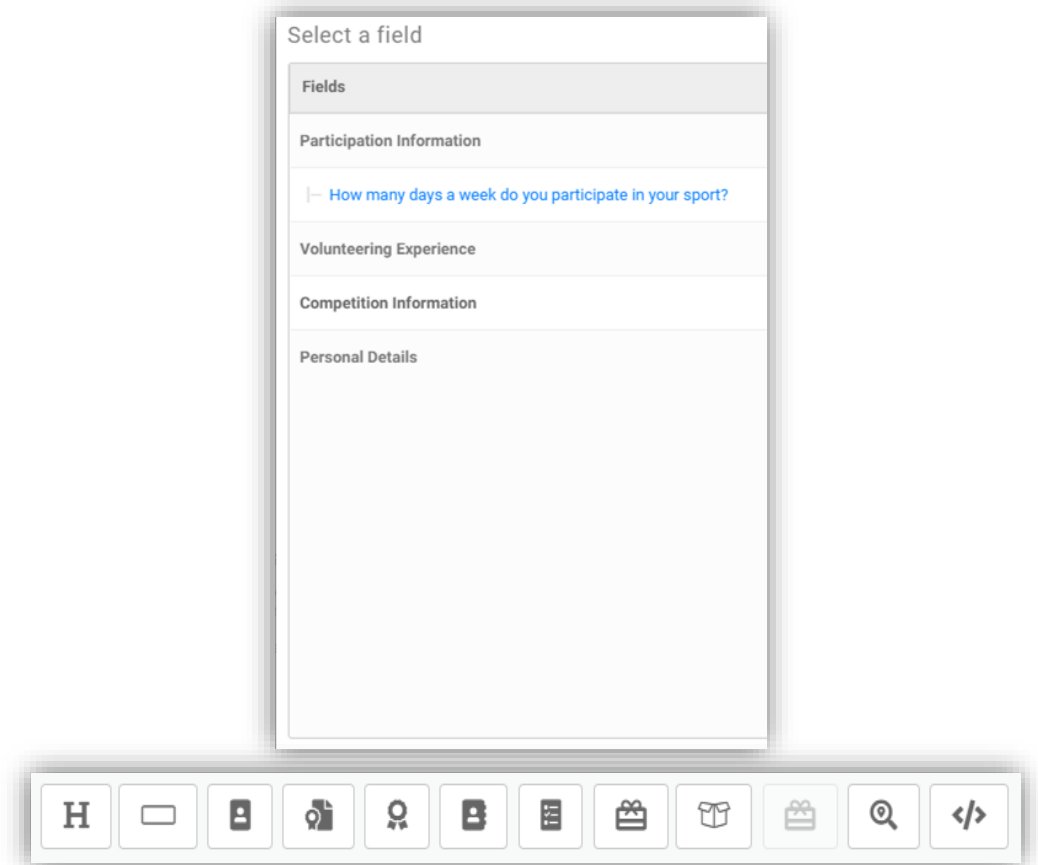 Select a field
Fields
Participation Information
How many days a week do you participate in your sport?
Volunteering Experience
Competition Information
Personal Details
H